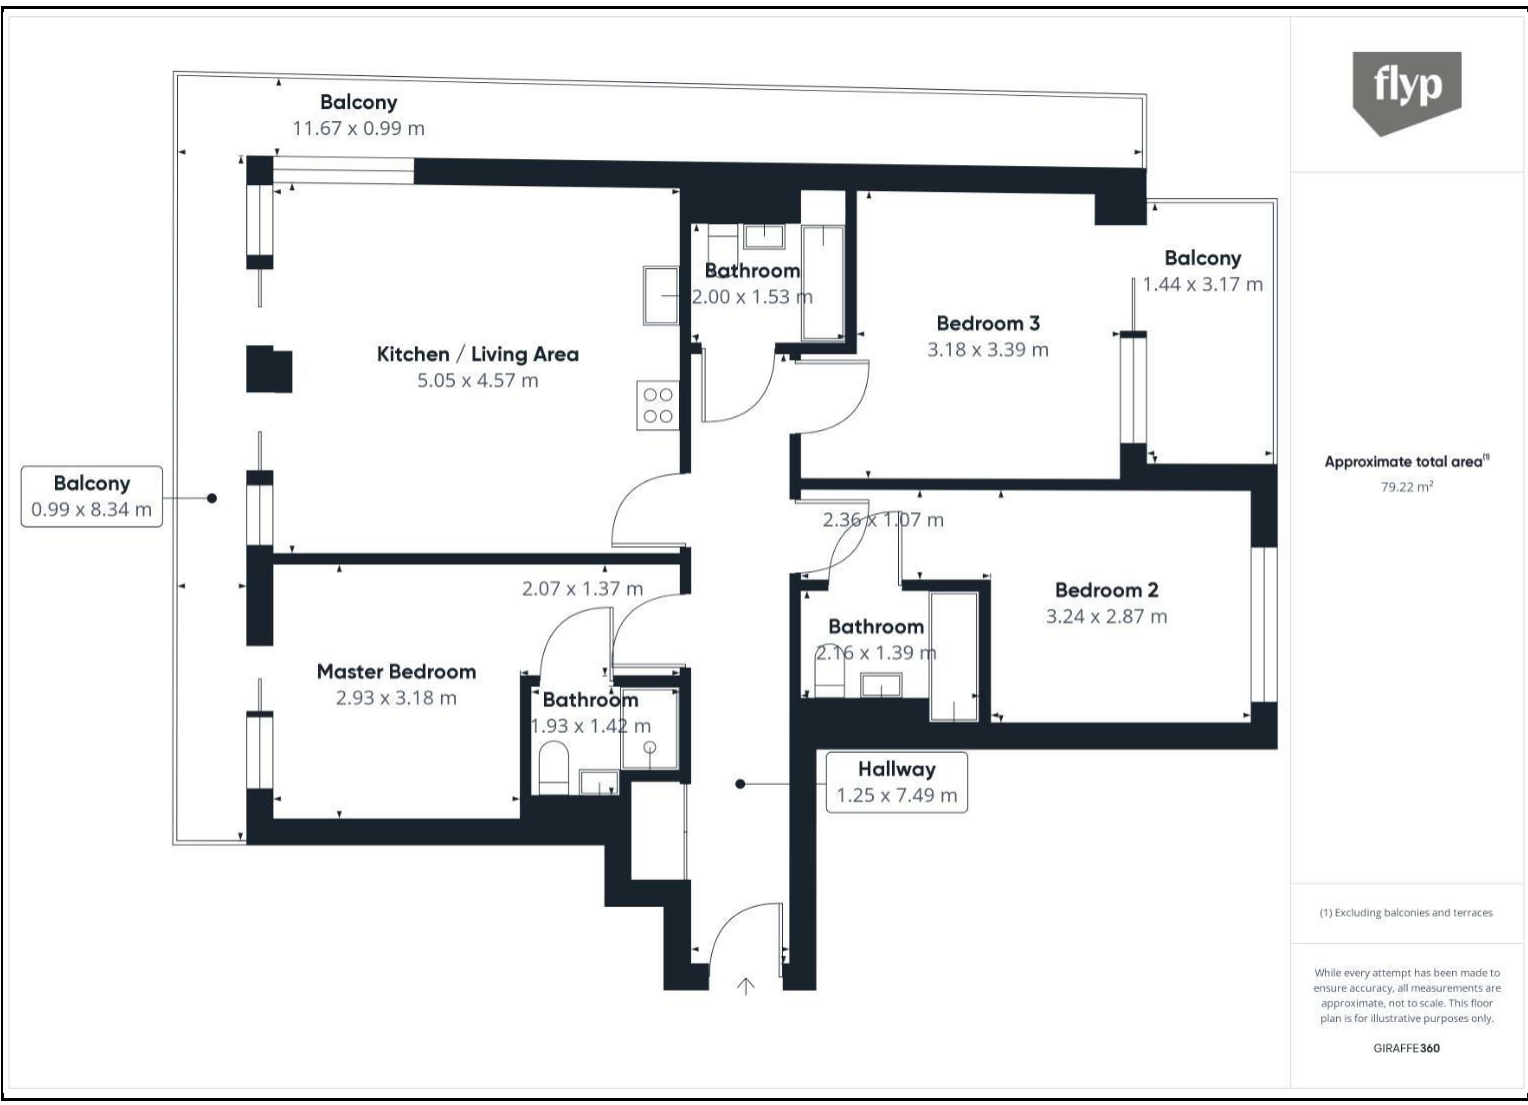 Balcony
11.67 x 0.99 m
Balcony
1.44 x 3.17 m
Bathroom
2.00 x 1.53 m
Bedroom 3
3.18 x 3.39 m
Kitchen / Living Area
5.05 x 4.57 m
Balcony
0.99 x 8.34 m
2.36 x 1.07 m
2.07 x 1.37 m
Bedroom 2
3.24 x 2.87 m
Bathroom
2.16 x 1.39 m
Master Bedroom
2.93 x 3.18 m
Bathroom
1.93 x 1.42 m
Hallway
1.25 x 7.49 m
flyp
Approximate total area(1)
79.22 m²
(1) Excluding balconies and terraces
While every attempt has been made to
ensure accuracy, all measurements are
approximate, not to scale. This floor
plan is for illustrative purposes only.
GIRAFFE360